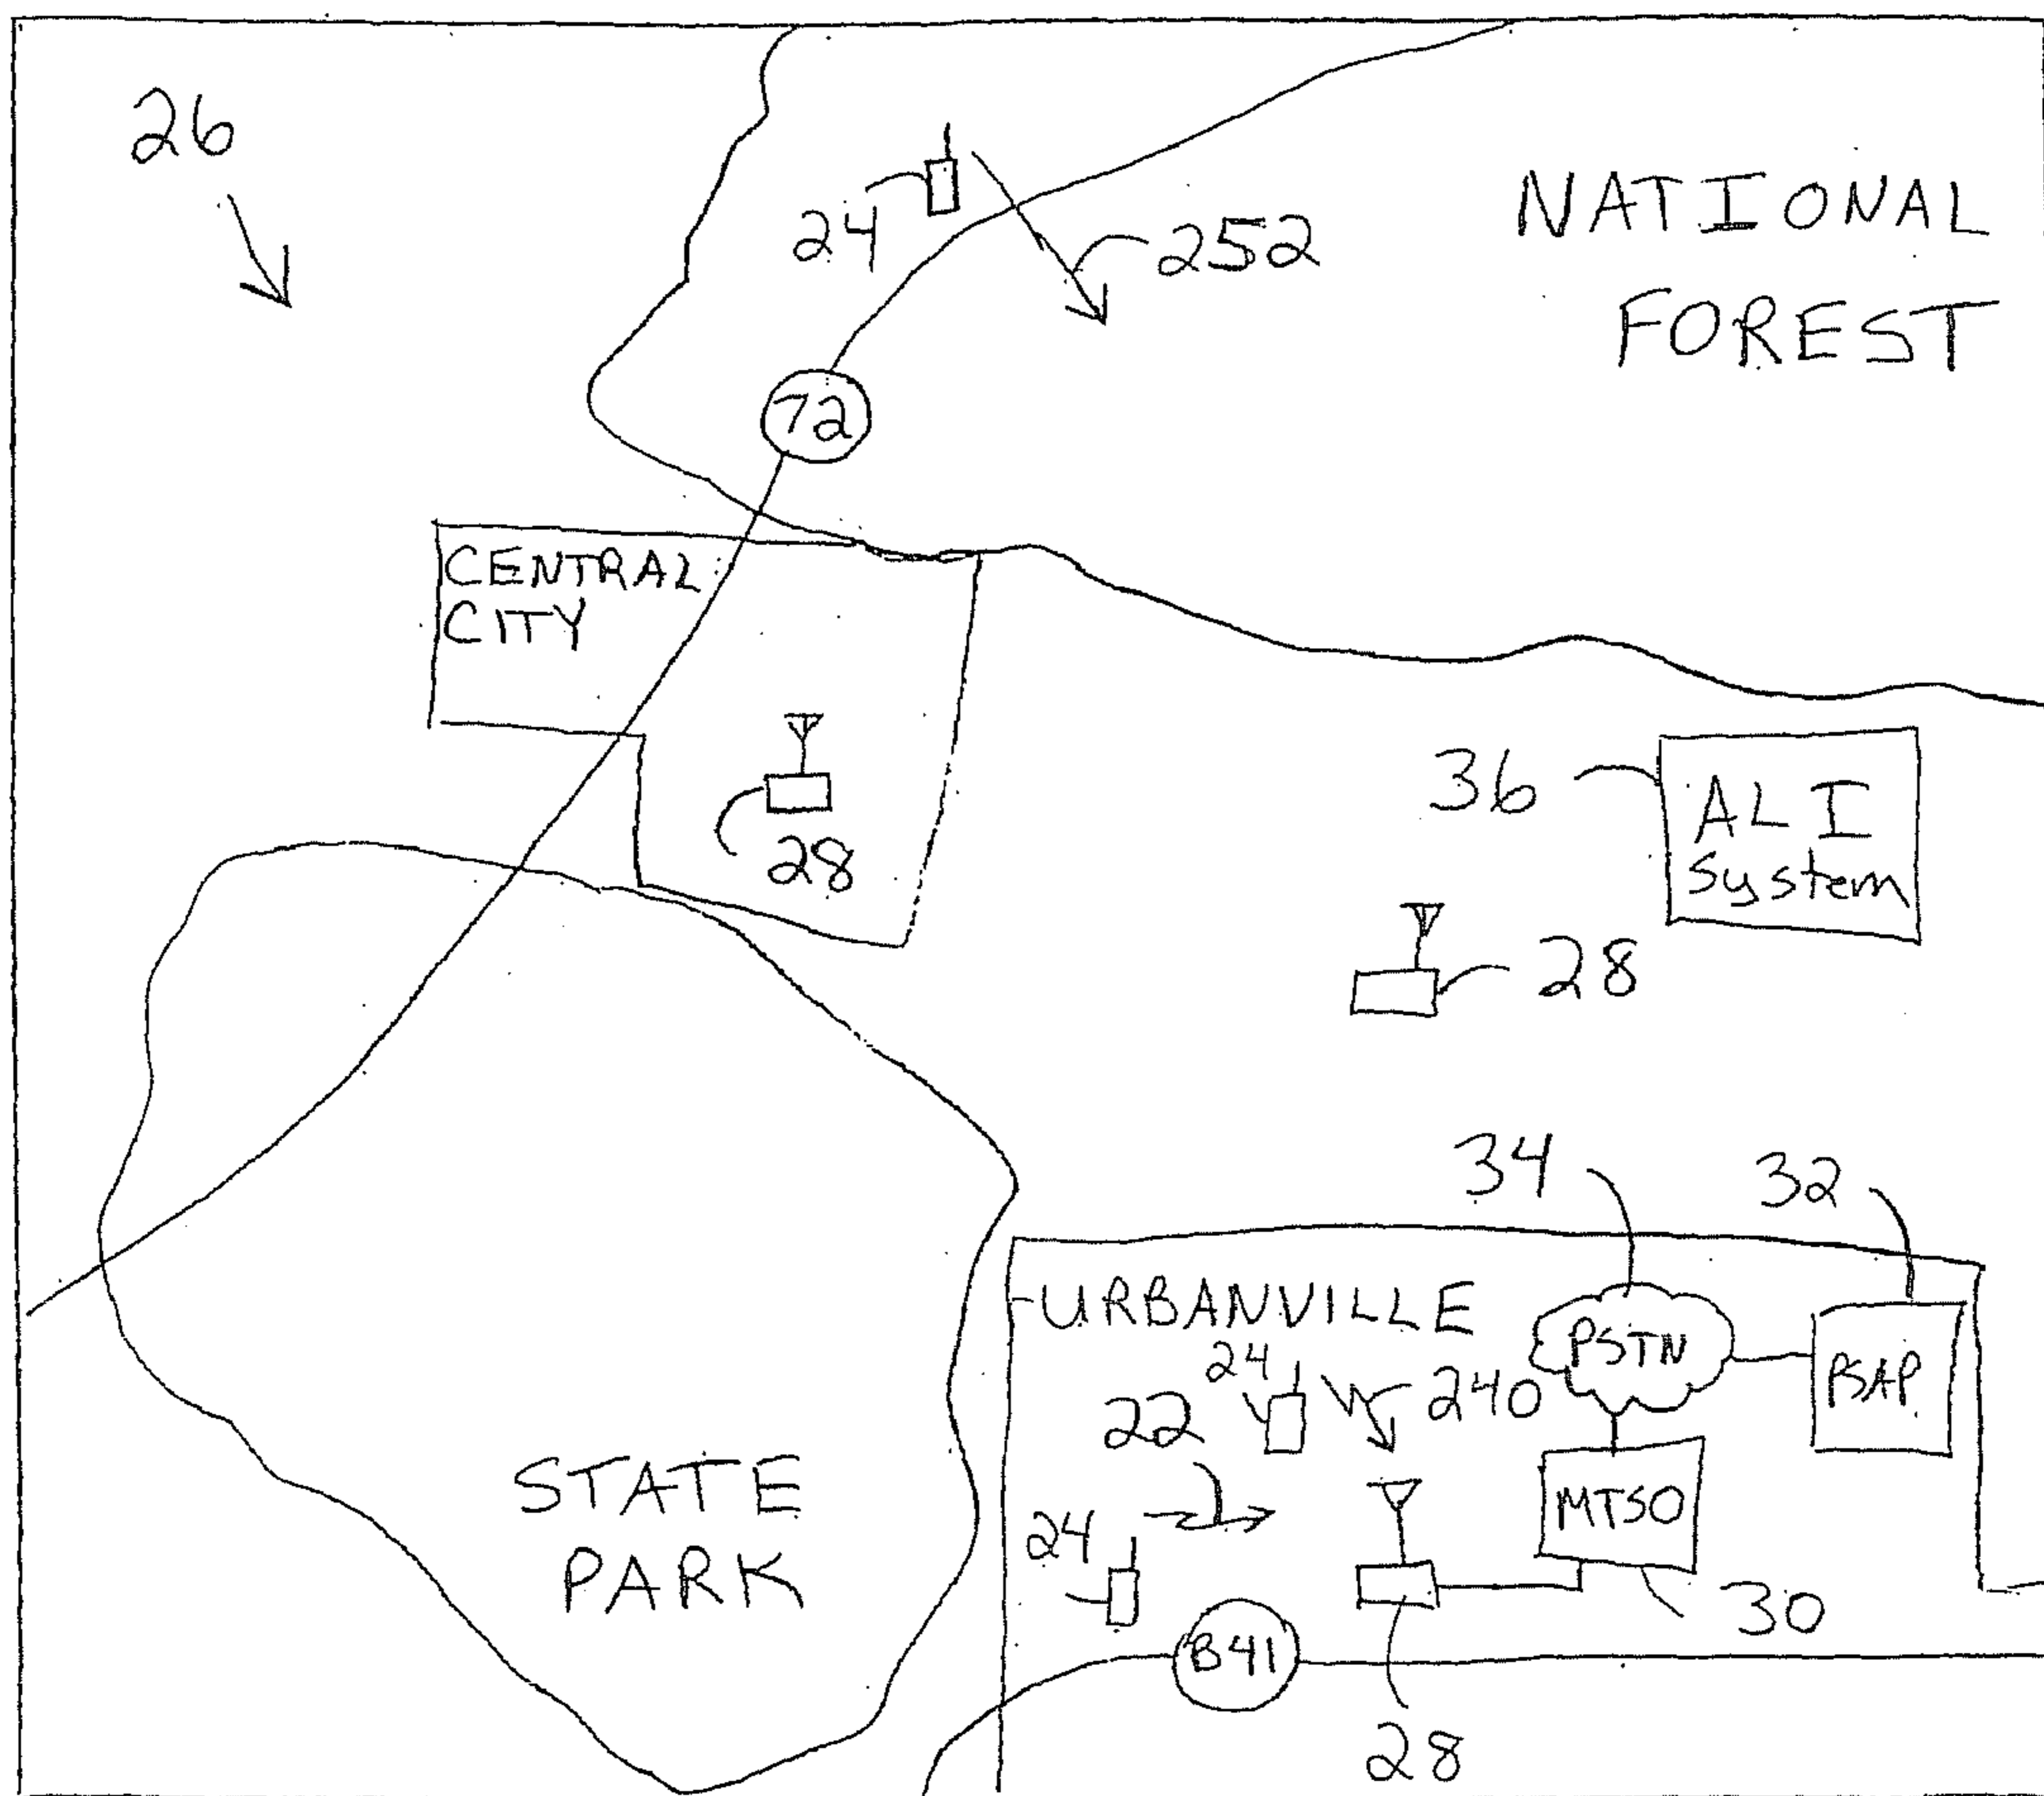 26
24
252
NATIONAL
FOREST
72
CENTRAL
CITY
28
36
ALI
System
28
34
32
URBANVILLE
PSTN
PSAP
24
240
22
24
MTSO
30
STATE
PARK
B41
28